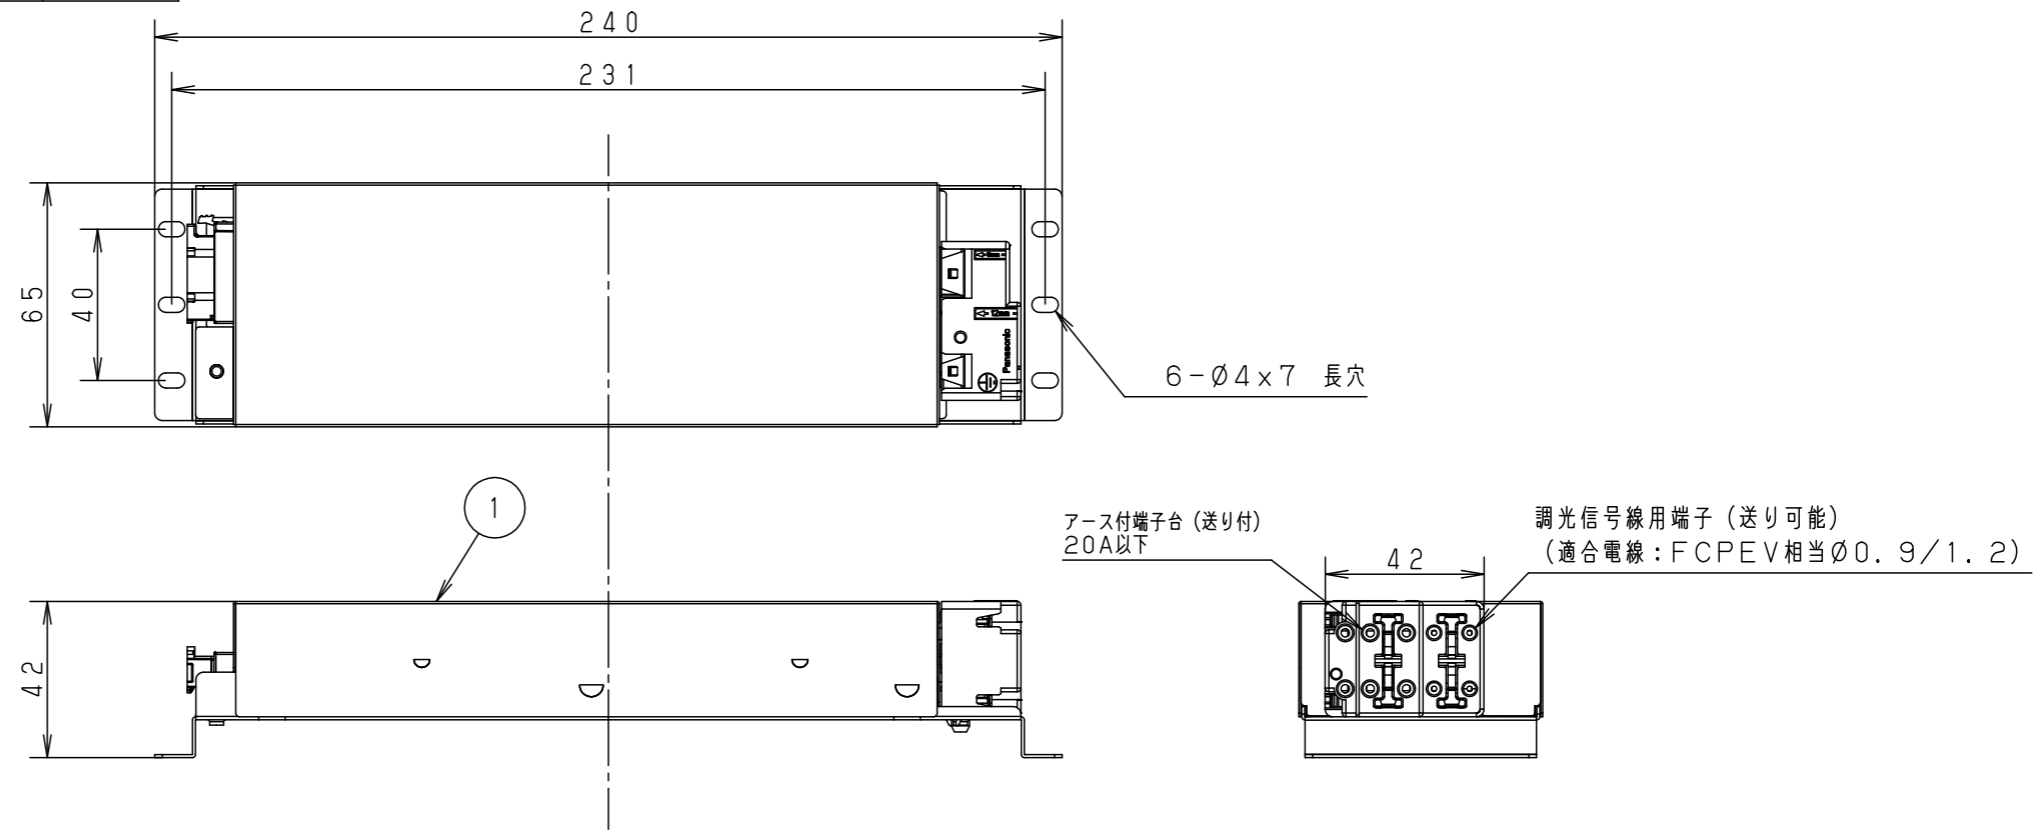 240
231
65
40
12mm
Panasonic
6-Ø4x7 長穴
1
42
アース付端子台 (送り付)
20A以下
42
調光信号線用端子 (送り可能)
(適合電線:FCPEV相当Ø0.9/1.2)